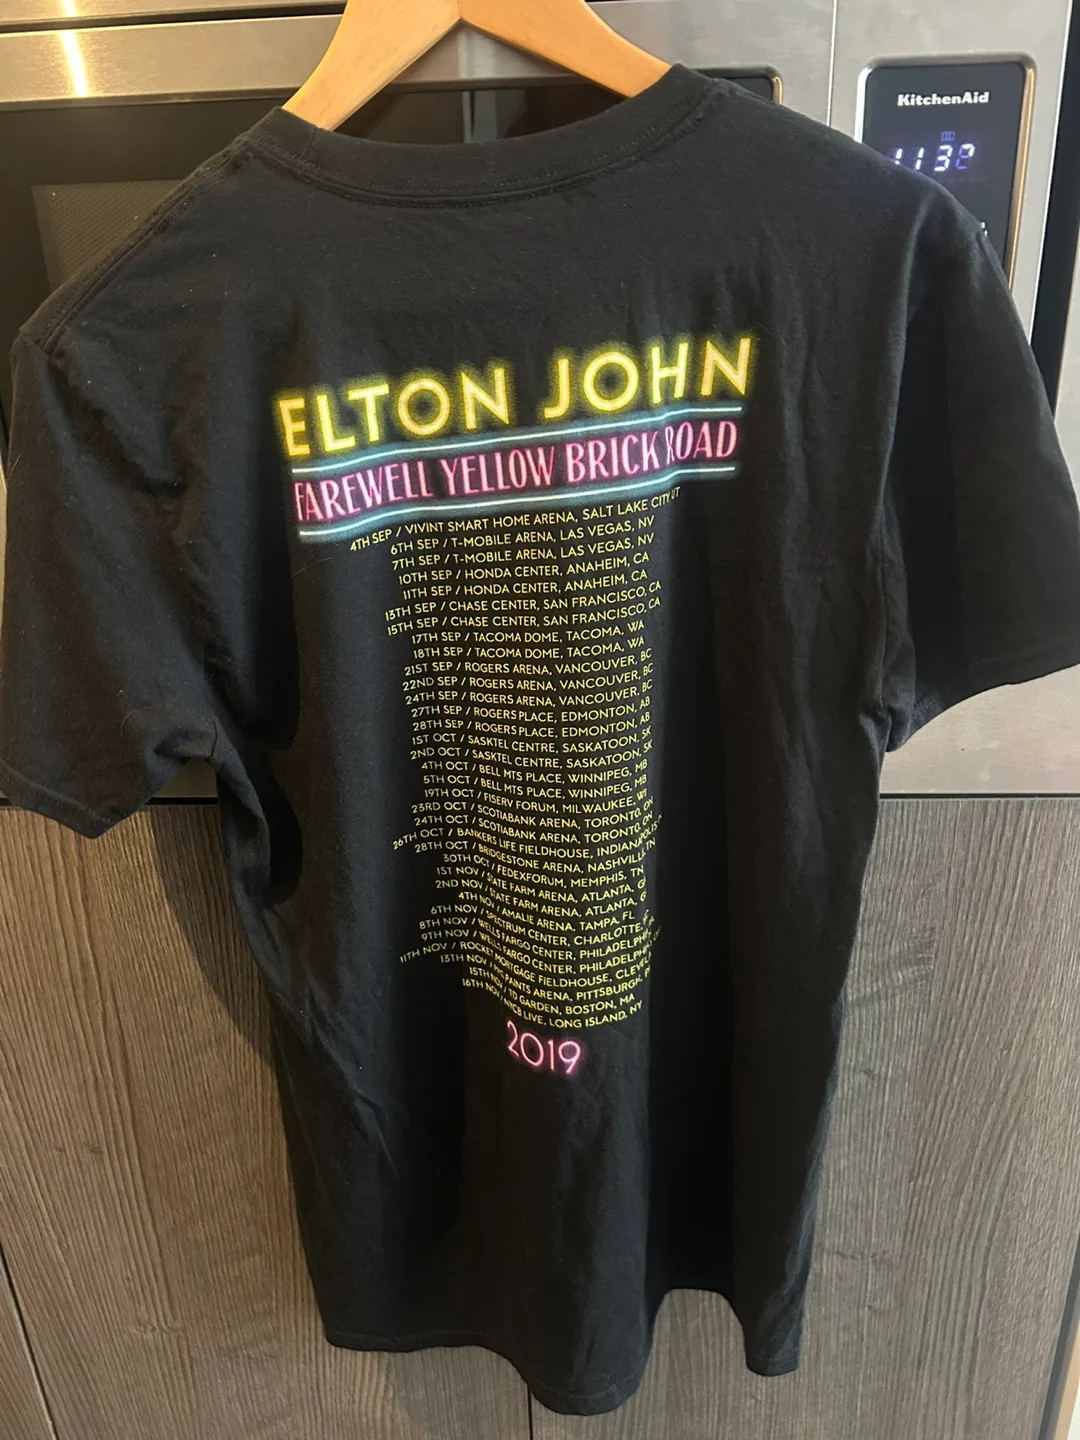 KitchenAid
ELTON JOHN
FAREWELL YELLOW BRICK ROAD
4TH SEP / VIVINT SMART HOME ARENA, SALT LAKE CITY UT
6TH SEP / T-MOBILE ARENA, LAS VEGAS, NV
7TH SEP / T-MOBILE ARENA, LAS VEGAS, NV
10TH SEP / HONDA CENTER, ANAHEIM, CA
11TH SEP / HONDA CENTER, ANAHEIM, CA
13TH SEP / CHASE CENTER, SAN FRANCISCO, CA
15TH SEP / CHASE CENTER, SAN FRANCISCO, CA
17TH SEP / TACOMA DOME, TACOMA, WA
18TH SEP / TACOMA DOME, TACOMA, WA
21ST SEP / ROGERS ARENA, VANCOUVER, BC
22ND SEP / ROGERS ARENA, VANCOUVER, BC
24TH SEP / ROGERS ARENA, VANCOUVER, BC
27TH SEP / ROGERS PLACE, EDMONTON, AB
28TH SEP / ROGERS PLACE, EDMONTON, AB
1ST OCT / SASKTEL CENTRE, SASKATOON, SK
2ND OCT / SASKTEL CENTRE, SASKATOON, SK
4TH OCT / BELL MTS PLACE, WINNIPEG, MB
5TH OCT / BELL MTS PLACE, WINNIPEG, MB
19TH OCT / FISERV FORUM, MILWAUKEE, WI
23RD OCT / SCOTIABANK ARENA, TORONTO, ON
24TH OCT / SCOTIABANK ARENA, TORONTO, ON
26TH OCT / BANKERS LIFE FIELDHOUSE, INDIANAPOLIS
28TH OCT / BRIDGESTONE ARENA, NASHVILLE, TN
30TH OCT / FEDEXFORUM, MEMPHIS, TN
1ST NOV / STATE FARM ARENA, ATLANTA,
2ND NOV / STATE FARM ARENA, ATLANTA,
4TH NOV / AMALIE ARENA, TAMPA, FL
6TH NOV / SPECTRUM CENTER, CHARLOTTE,
8TH NOV / WELLS FARGO CENTER, PHILADELPHIA,
9TH NOV / WELLS FARGO CENTER, PHILADELPHIA,
11TH NOV / ROCKET MORTGAGE FIELDHOUSE,
13TH NOV / PPG PAINTS ARENA, PITTSBURGH,
15TH NOV / TD GARDEN, BOSTON, MA
16TH NOV / NYCB LIVE, LONG ISLAND, NY
2019